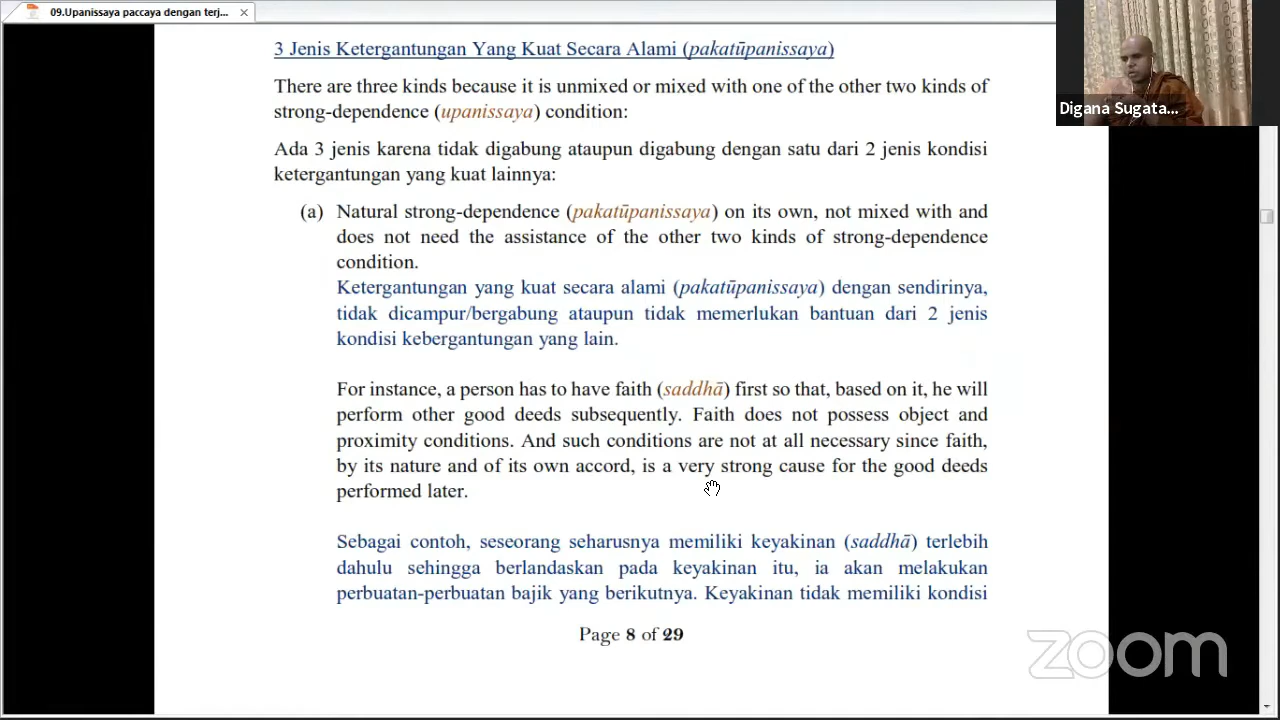 09.Upanissaya paccaya dengan terj...
3 Jenis Ketergantungan Yang Kuat Secara Alami (pakatūpanissaya)
There are three kinds because it is unmixed or mixed with one of the other two kinds of
strong-dependence (upanissaya) condition:
Ada 3 jenis karena tidak digabung ataupun digabung dengan satu dari 2 jenis kondisi
ketergantungan yang kuat lainnya:
(a) Natural strong-dependence (pakatūpanissaya) on its own, not mixed with and
does not need the assistance of the other two kinds of strong-dependence
condition.
Ketergantungan yang kuat secara alami (pakatūpanissaya) dengan sendirinya,
tidak dicampur/bergabung ataupun tidak memerlukan bantuan dari 2 jenis
kondisi kebergantungan yang lain.
For instance, a person has to have faith (saddhā) first so that, based on it, he will
perform other good deeds subsequently. Faith does not possess object and
proximity conditions. And such conditions are not at all necessary since faith,
by its nature and of its own accord, is a very strong cause for the good deeds
performed later.
Sebagai contoh, seseorang seharusnya memiliki keyakinan (saddhā) terlebih
dahulu sehingga berlandaskan pada keyakinan itu, ia akan melakukan
perbuatan-perbuatan bajik yang berikutnya. Keyakinan tidak memiliki kondisi
Page 8 of 29
Digana Sugata...
zoom